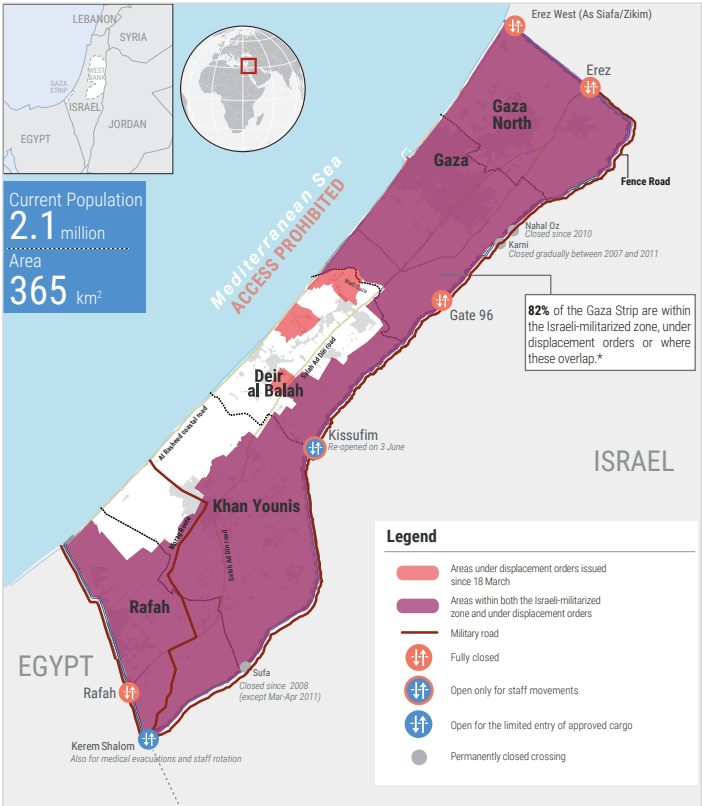 LEBANON
SYRIA
WEST
BANK
GAZA
STRIP
ISRAEL
JORDAN
EGYPT
Current Population
2.1 million
Area
365 km²
Mediterranean Sea
ACCESS PROHIBITED
Erez West (As Siafa/Zikim)
Erez
Gaza
North
Gaza
Fence Road
Nahal Oz
Closed since 2010
Karni
Closed gradually between 2007 and 2011
Wadi Gaza
Gate 96
82% of the Gaza Strip are within
the Israeli-militarized zone, under
displacement orders or where
these overlap.*
Salah Ad Din road
Deir
al Balah
Al Rasheed coastal road
Kissufim
Re-opened on 3 June
ISRAEL
Khan Younis
Morag Route
Salah Ad Din road
Rafah
EGYPT
Rafah
Sufa
Closed since 2008
(except Mar-Apr 2011)
Kerem Shalom
Also for medical evacuations and staff rotation
Legend
Areas under displacement orders issued
since 18 March
Areas within both the Israeli-militarized
zone and under displacement orders
Military road
Fully closed
Open only for staff movements
Open for the limited entry of approved cargo
Permanently closed crossing